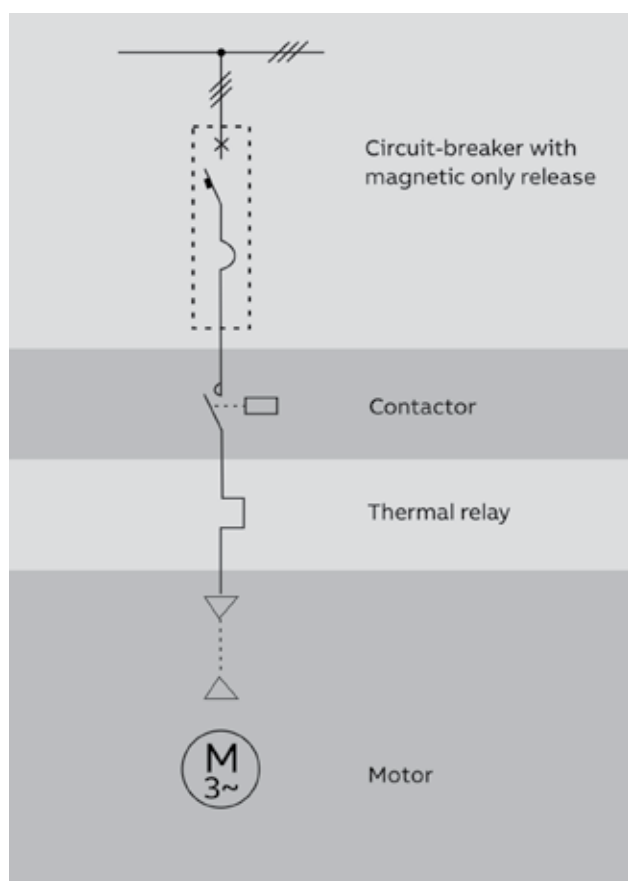 Circuit-breaker with
magnetic only release
Contactor
Thermal relay
M
3~
Motor